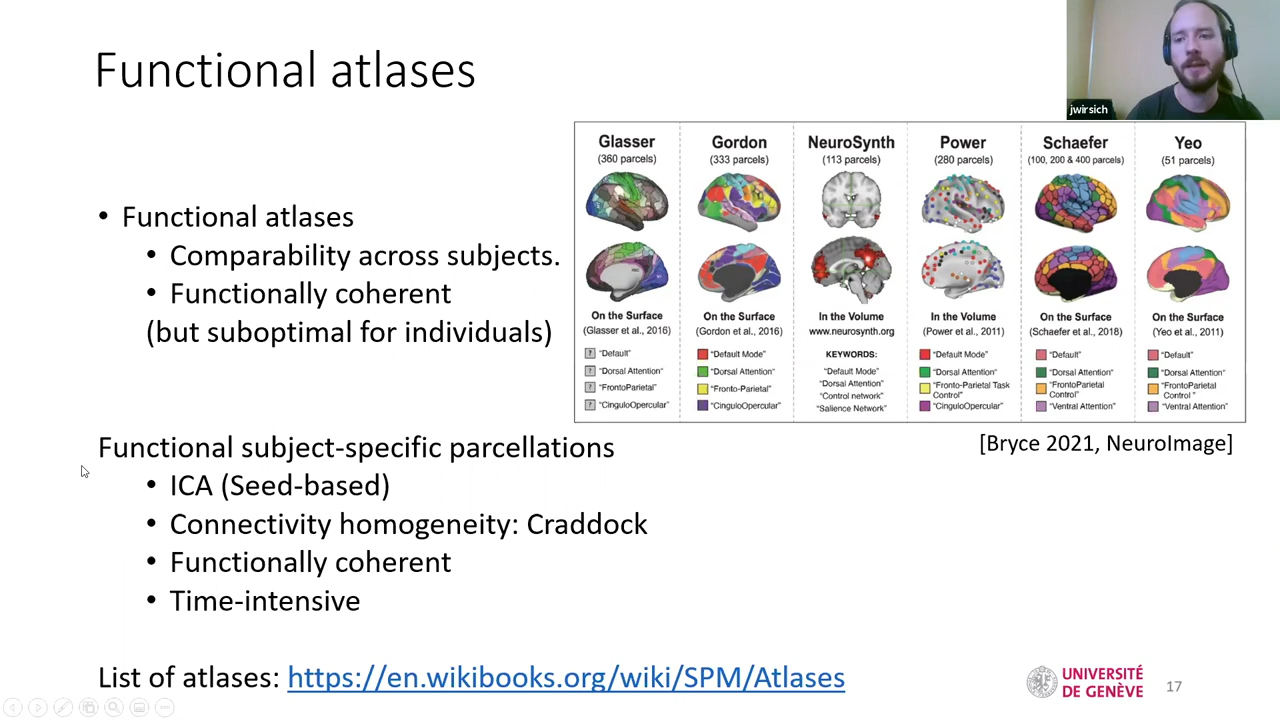 Functional atlases
jwirsich
• Functional atlases
• Comparability across subjects.
• Functionally coherent
(but suboptimal for individuals)
Glasser
(360 parcels)
On the Surface
(Glasser et al., 2016)
? "Default"
? "Dorsal Attention"
? "FrontoParietal"
? "CinguloOpercular"
Gordon
(333 parcels)
On the Surface
(Gordon et al., 2016)
"Default Mode"
"Dorsal Attention"
"Fronto-Parietal"
"CinguloOpercular"
NeuroSynth
(113 parcels)
In the Volume
www.neurosynth.org
KEYWORDS:
"Default Mode"
"Dorsal Attention"
"Control network"
"Salience Network"
Power
(280 parcels)
In the Volume
(Power et al., 2011)
"Default Mode"
"Dorsal Attention"
"Fronto-Parietal Task
Control"
"CinguloOpercular"
Schaefer
(100, 200 & 400 parcels)
On the Surface
(Schaefer et al., 2018)
"Default"
"Dorsal Attention"
"FrontoParietal
Control"
"Ventral Attention"
Yeo
(51 parcels)
On the Surface
(Yeo et al., 2011)
"Default"
"Dorsal Attention"
"FrontoParietal
Control"
"Ventral Attention"
[Bryce 2021, NeuroImage]
Functional subject-specific parcellations
• ICA (Seed-based)
• Connectivity homogeneity: Craddock
• Functionally coherent
• Time-intensive
List of atlases: https://en.wikibooks.org/wiki/SPM/Atlases
UNIVERSITÉ
DE GENÈVE
17